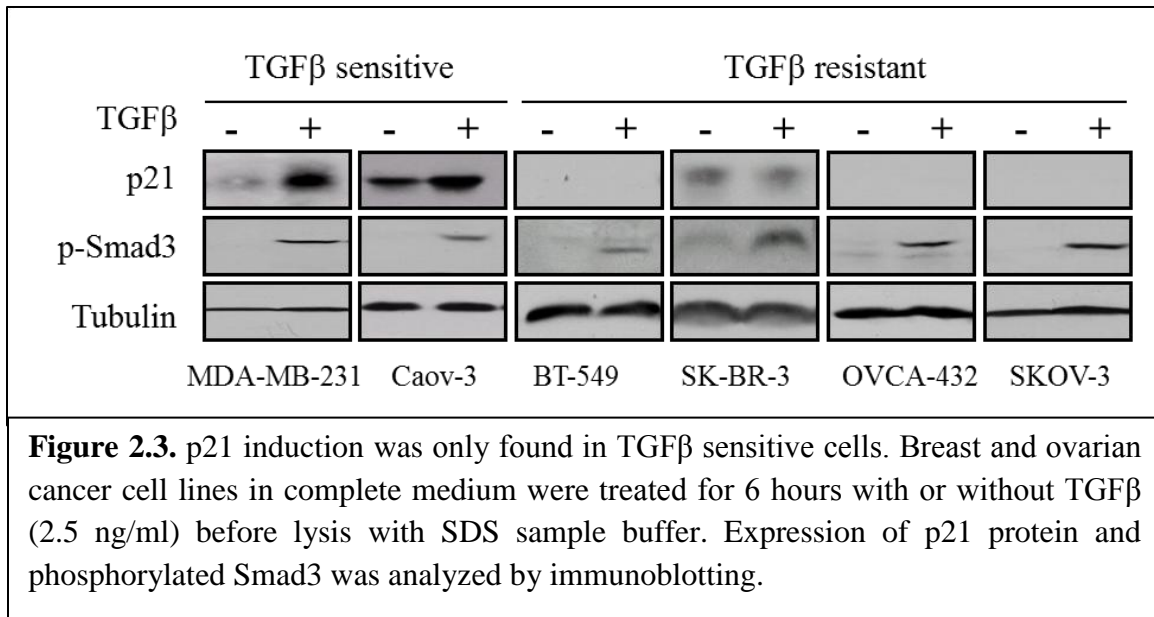 TGFβ sensitive TGFβ resistant
TGFβ - + - + - + - + - + - +
p21
p-Smad3
Tubulin
MDA-MB-231 Caov-3 BT-549 SK-BR-3 OVCA-432 SKOV-3
Figure 2.3. p21 induction was only found in TGFβ sensitive cells. Breast and ovarian
cancer cell lines in complete medium were treated for 6 hours with or without TGFβ
(2.5 ng/ml) before lysis with SDS sample buffer. Expression of p21 protein and
phosphorylated Smad3 was analyzed by immunoblotting.